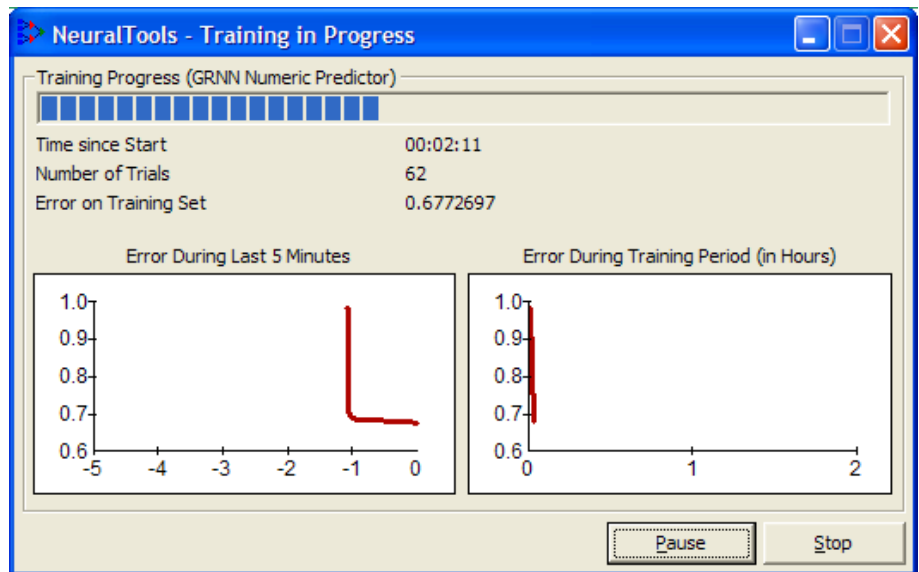 NeuralTools - Training in Progress
Training Progress (GRNN Numeric Predictor)
Time since Start 00:02:11
Number of Trials 62
Error on Training Set 0.6772697
Error During Last 5 Minutes
1.0
0.9
0.8
0.7
0.6
-5 -4 -3 -2 -1 0
Error During Training Period (in Hours)
1.0
0.9
0.8
0.7
0.6
0 1 2
Pause Stop